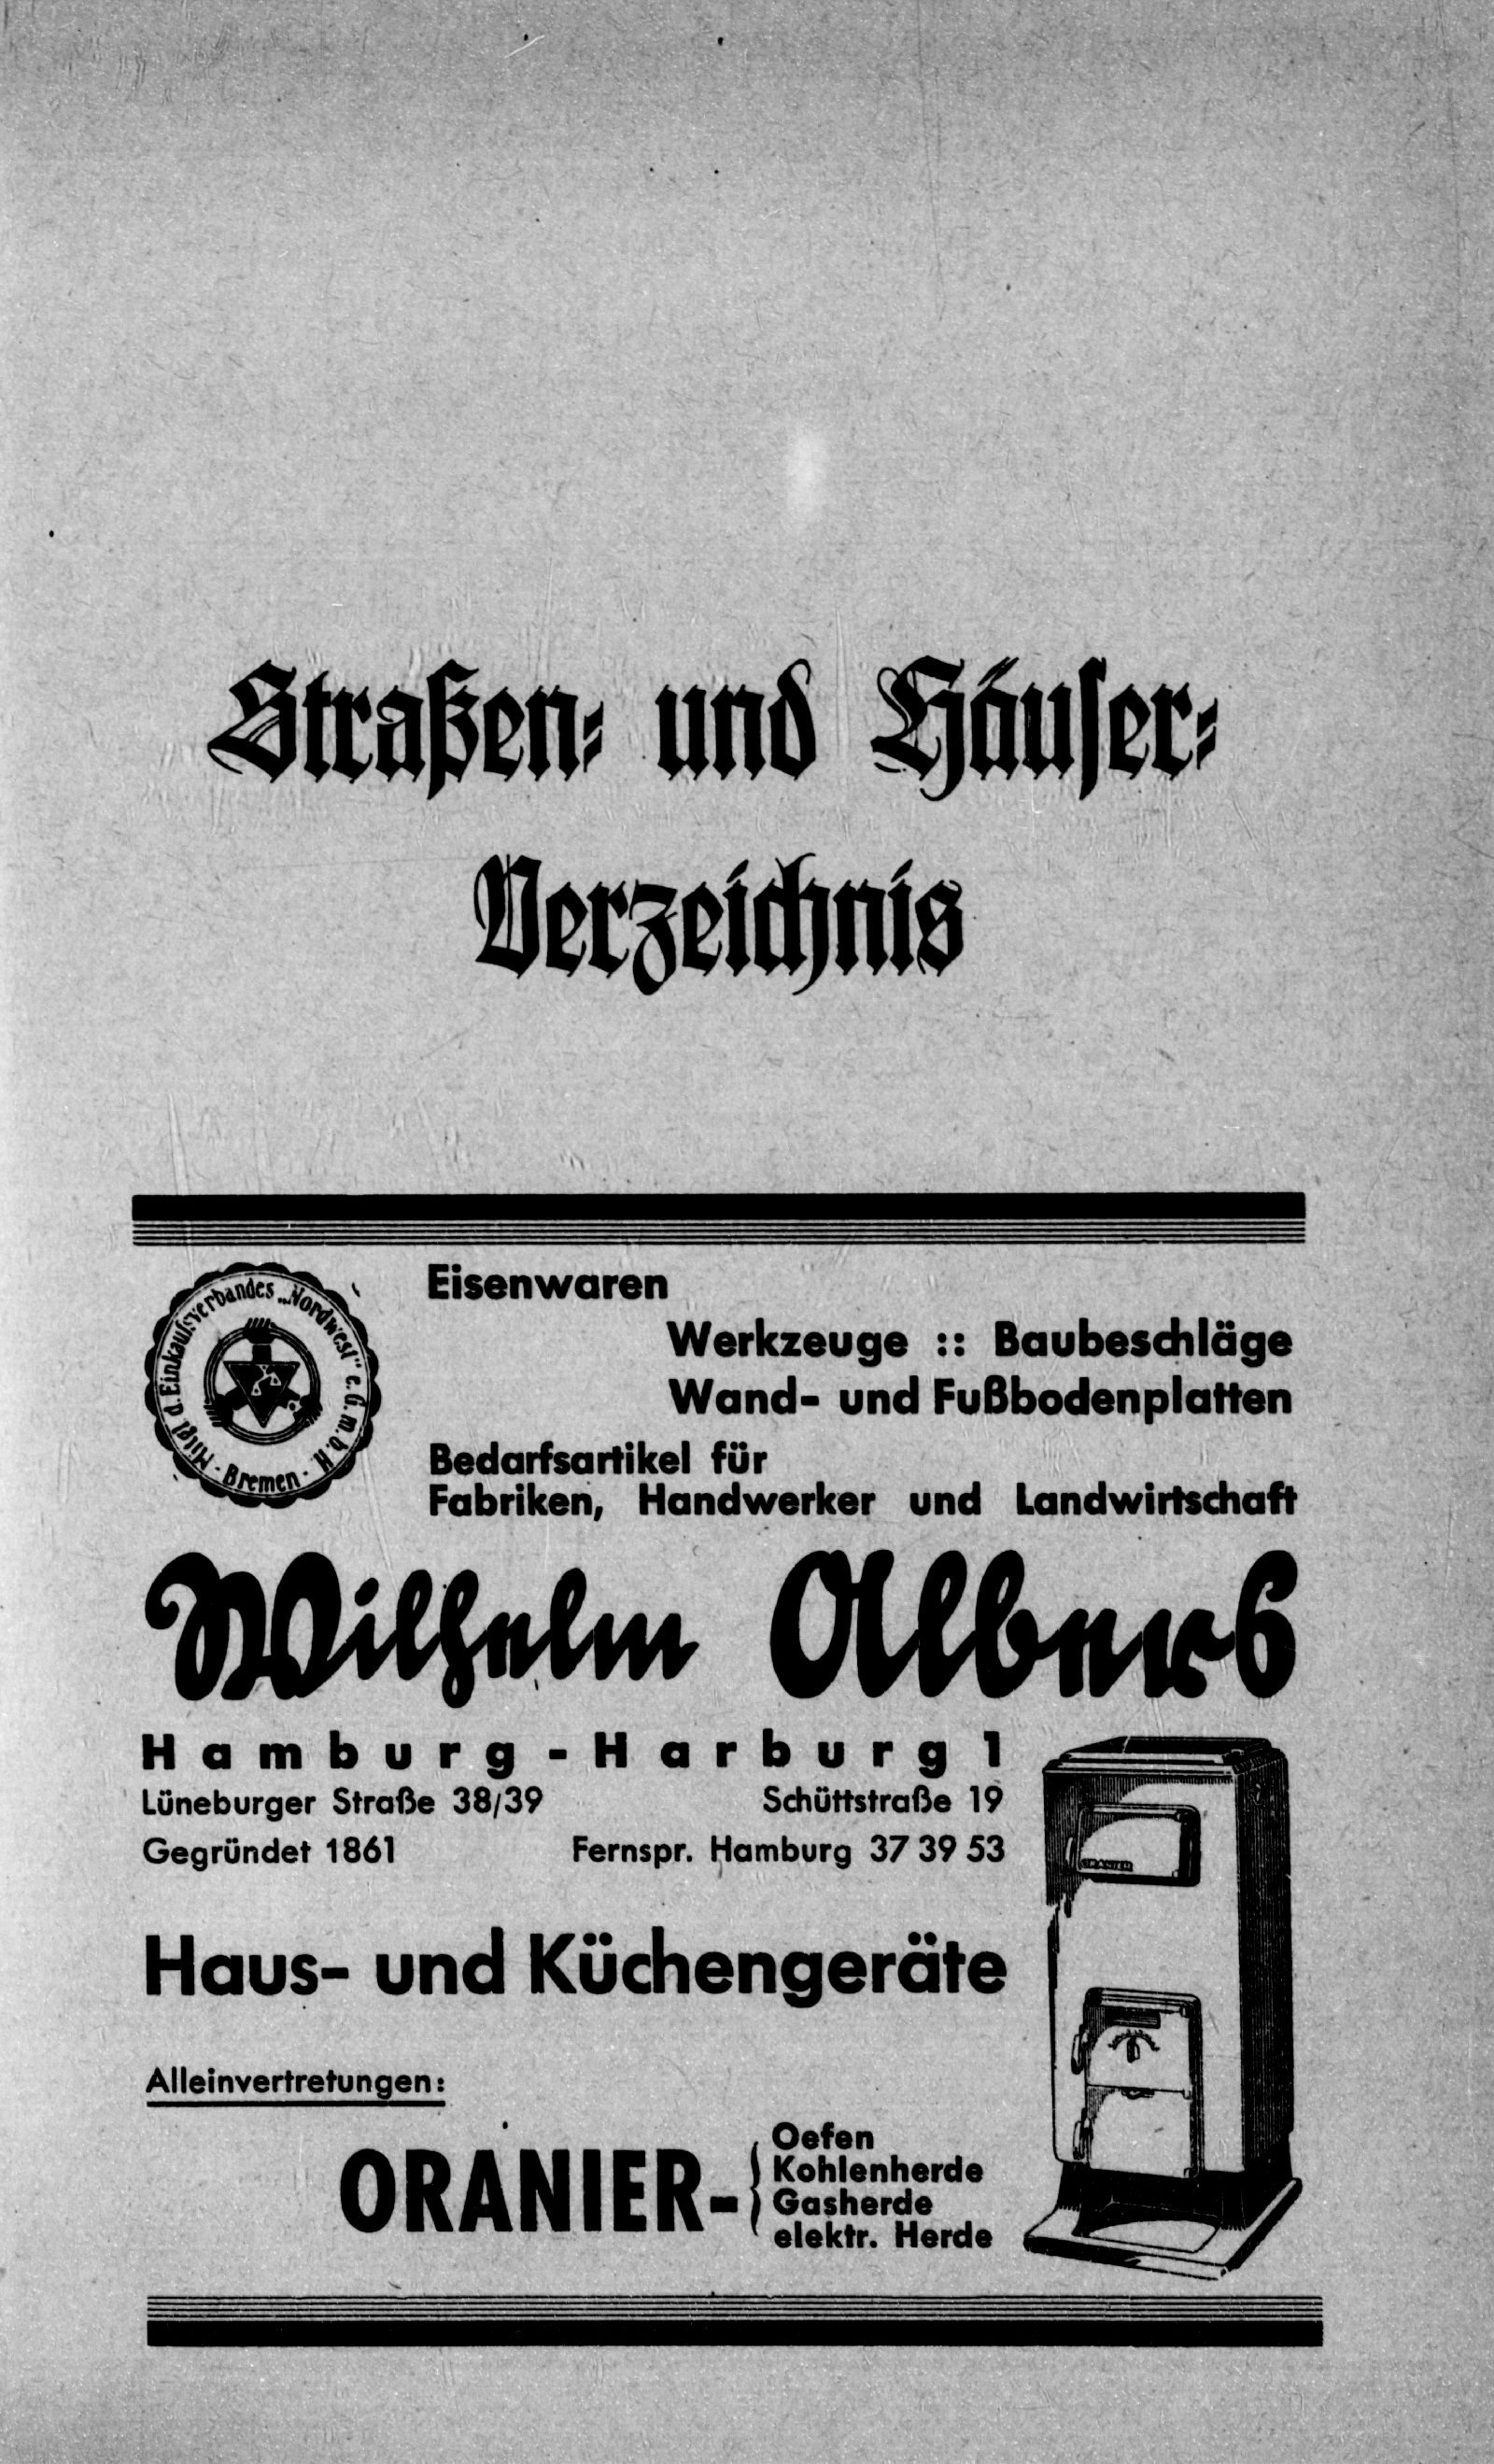 Straßen- und Häuser-
Verzeichnis
Mitgl d. Einkaufsverbandes „Nordwest“ e. G. m. b. H
· Bremen ·
Eisenwaren
Werkzeuge :: Baubeschläge
Wand- und Fußbodenplatten
Bedarfsartikel für
Fabriken, Handwerker und Landwirtschaft
Wilhelm Albers
Hamburg-Harburg 1
Lüneburger Straße 38/39 Schüttstraße 19
Gegründet 1861 Fernspr. Hamburg 37 39 53
Haus- und Küchengeräte
Alleinvertretungen:
ORANIER-
Oefen
Kohlenherde
Gasherde
elektr. Herde
ORANIER